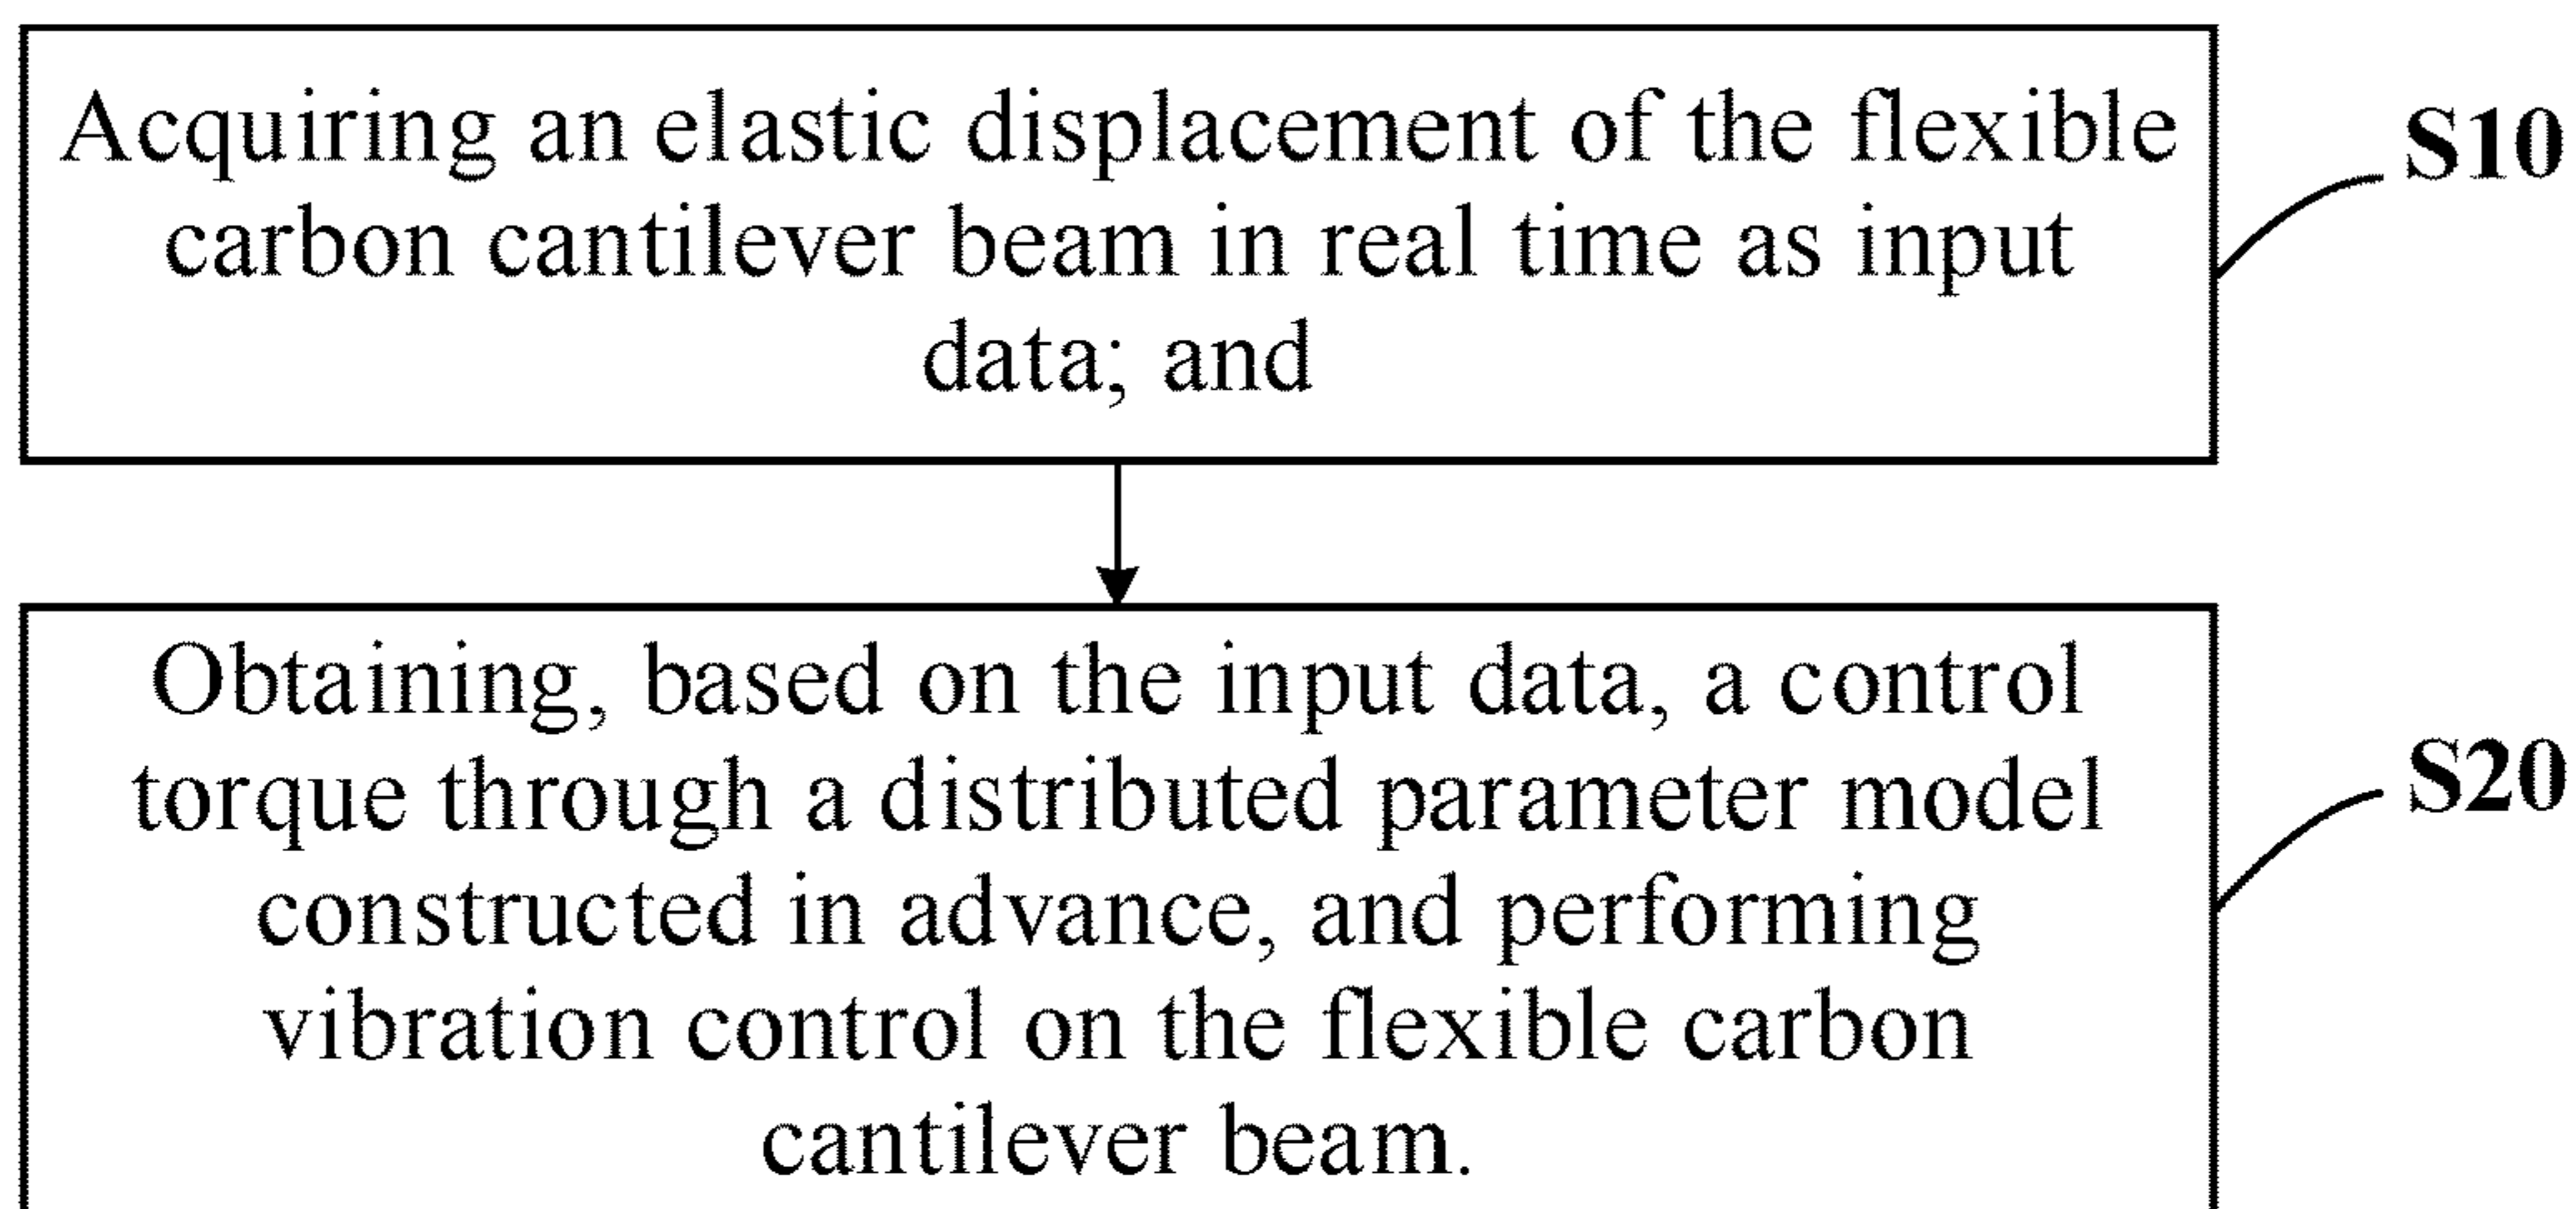 Acquiring an elastic displacement of the flexible
carbon cantilever beam in real time as input
data; and
S10
Obtaining, based on the input data, a control
torque through a distributed parameter model
constructed in advance, and performing
vibration control on the flexible carbon
cantilever beam.
S20